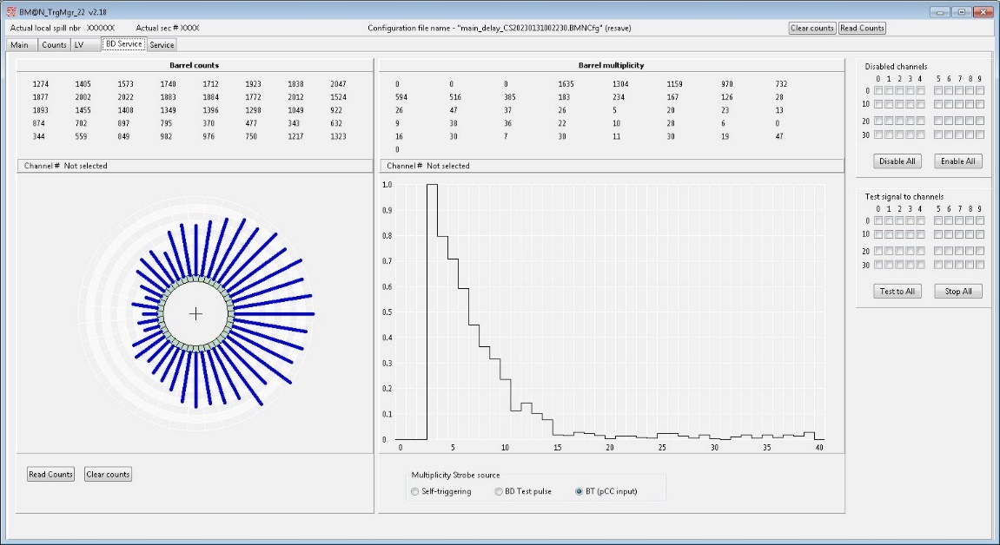 BM@N_TrgMgr_22 v2.18
Actual local spill nbr XXXXXX Actual sec # XXXX Configuration file name - "main_delay_CS20230131002230.BMNCfg" (resave) Clear counts Read Counts
Main Counts LV BD Service Service
Barrel counts
1274 1405 1573 1740 1712 1923 1838 2047
1877 2002 2022 1883 1884 1772 2012 1524
1893 1455 1408 1349 1396 1298 1049 922
874 702 897 795 370 477 343 632
344 559 849 982 976 750 1217 1323
Channel # Not selected
Read Counts Clear counts
Barrel multiplicity
0 0 0 1635 1304 1159 970 732
594 516 385 183 234 167 126 28
26 47 37 26 5 20 23 13
9 38 36 22 10 28 6 0
16 30 7 30 11 30 19 47
0
Channel # Not selected
1.0
0.9
0.8
0.7
0.6
0.5
0.4
0.3
0.2
0.1
0
0 5 10 15 20 25 30 35 40
Multiplicity Strobe source
Self-triggering BD Test pulse BT (pCC input)
Disabled channels
0 1 2 3 4 5 6 7 8 9
0
10
20
30
Disable All Enable All
Test signal to channels
0 1 2 3 4 5 6 7 8 9
0
10
20
30
Test to All Stop All